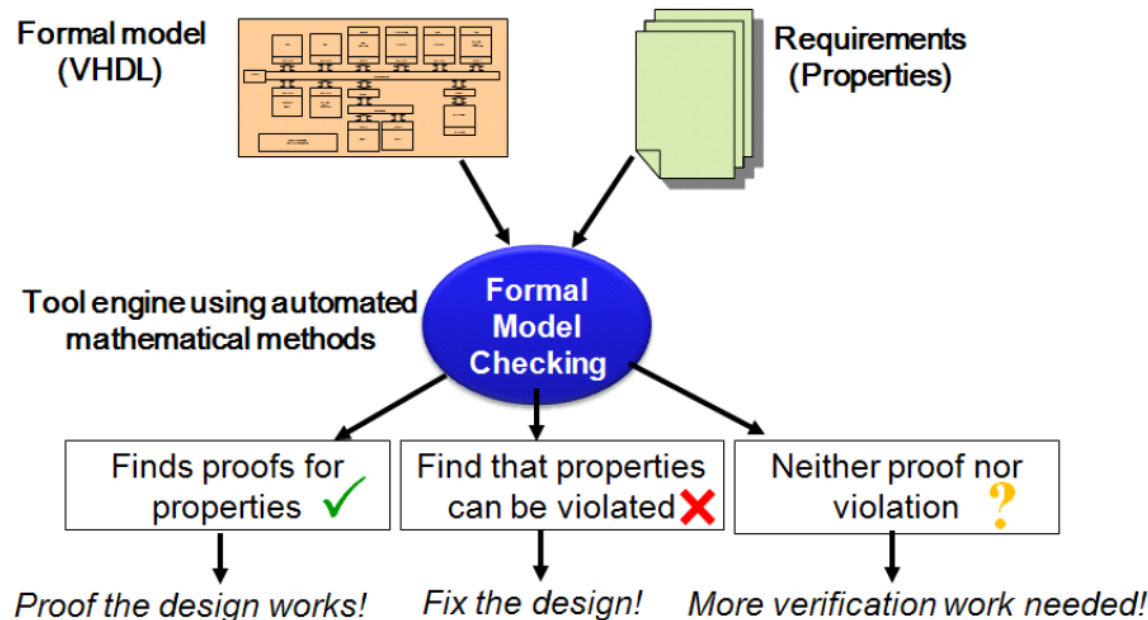 Formal model
(VHDL)
Requirements
(Properties)
Tool engine using automated
mathematical methods
Formal
Model
Checking
Finds proofs for
properties
Find that properties
can be violated
Neither proof nor
violation ?
Proof the design works!
Fix the design!
More verification work needed!